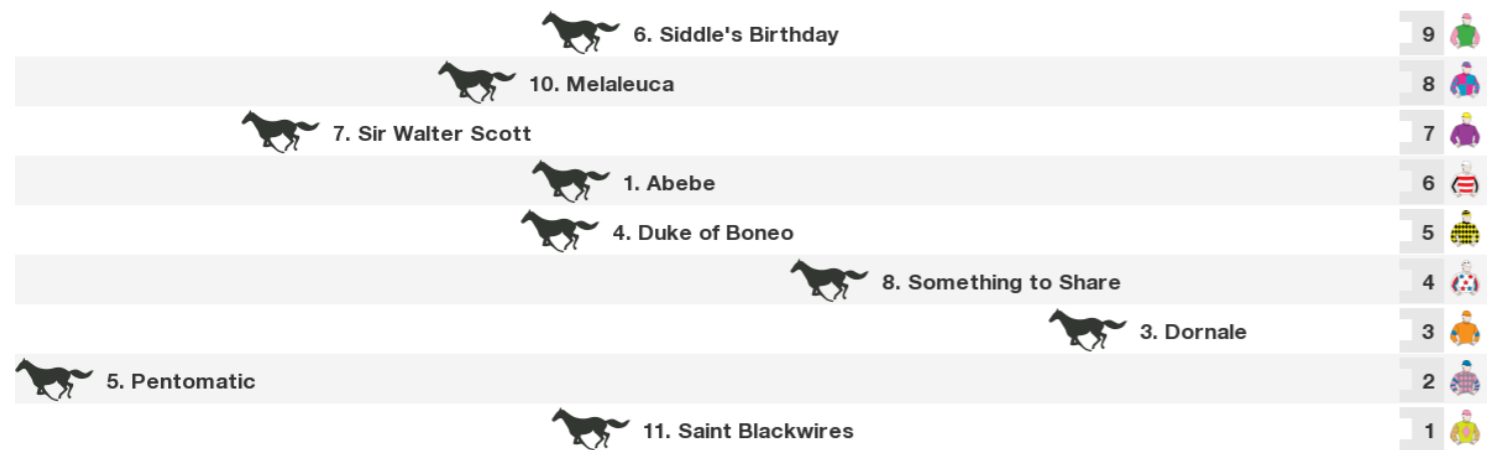 6. Siddle's Birthday 9
10. Melaleuca 8
7. Sir Walter Scott 7
1. Abebe 6
4. Duke of Boneo 5
8. Something to Share 4
3. Dornale 3
5. Pentomatic 2
11. Saint Blackwires 1